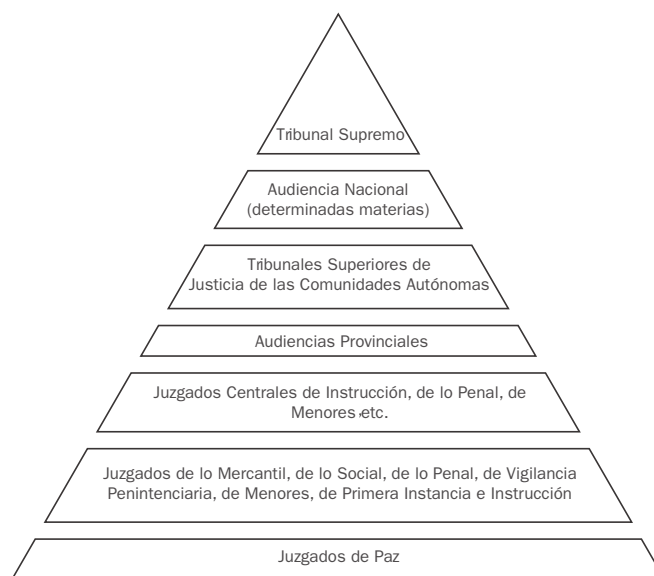 Tribunal Supremo
Audiencia Nacional
(determinadas materias)
Tribunales Superiores de
Justicia de las Comunidades Autónomas
Audiencias Provinciales
Juzgados Centrales de Instrucción, de lo Penal, de
Menores, etc.
Juzgados de lo Mercantil, de lo Social, de lo Penal, de Vigilancia
Penintenciaria, de Menores, de Primera Instancia e Instrucción
Juzgados de Paz